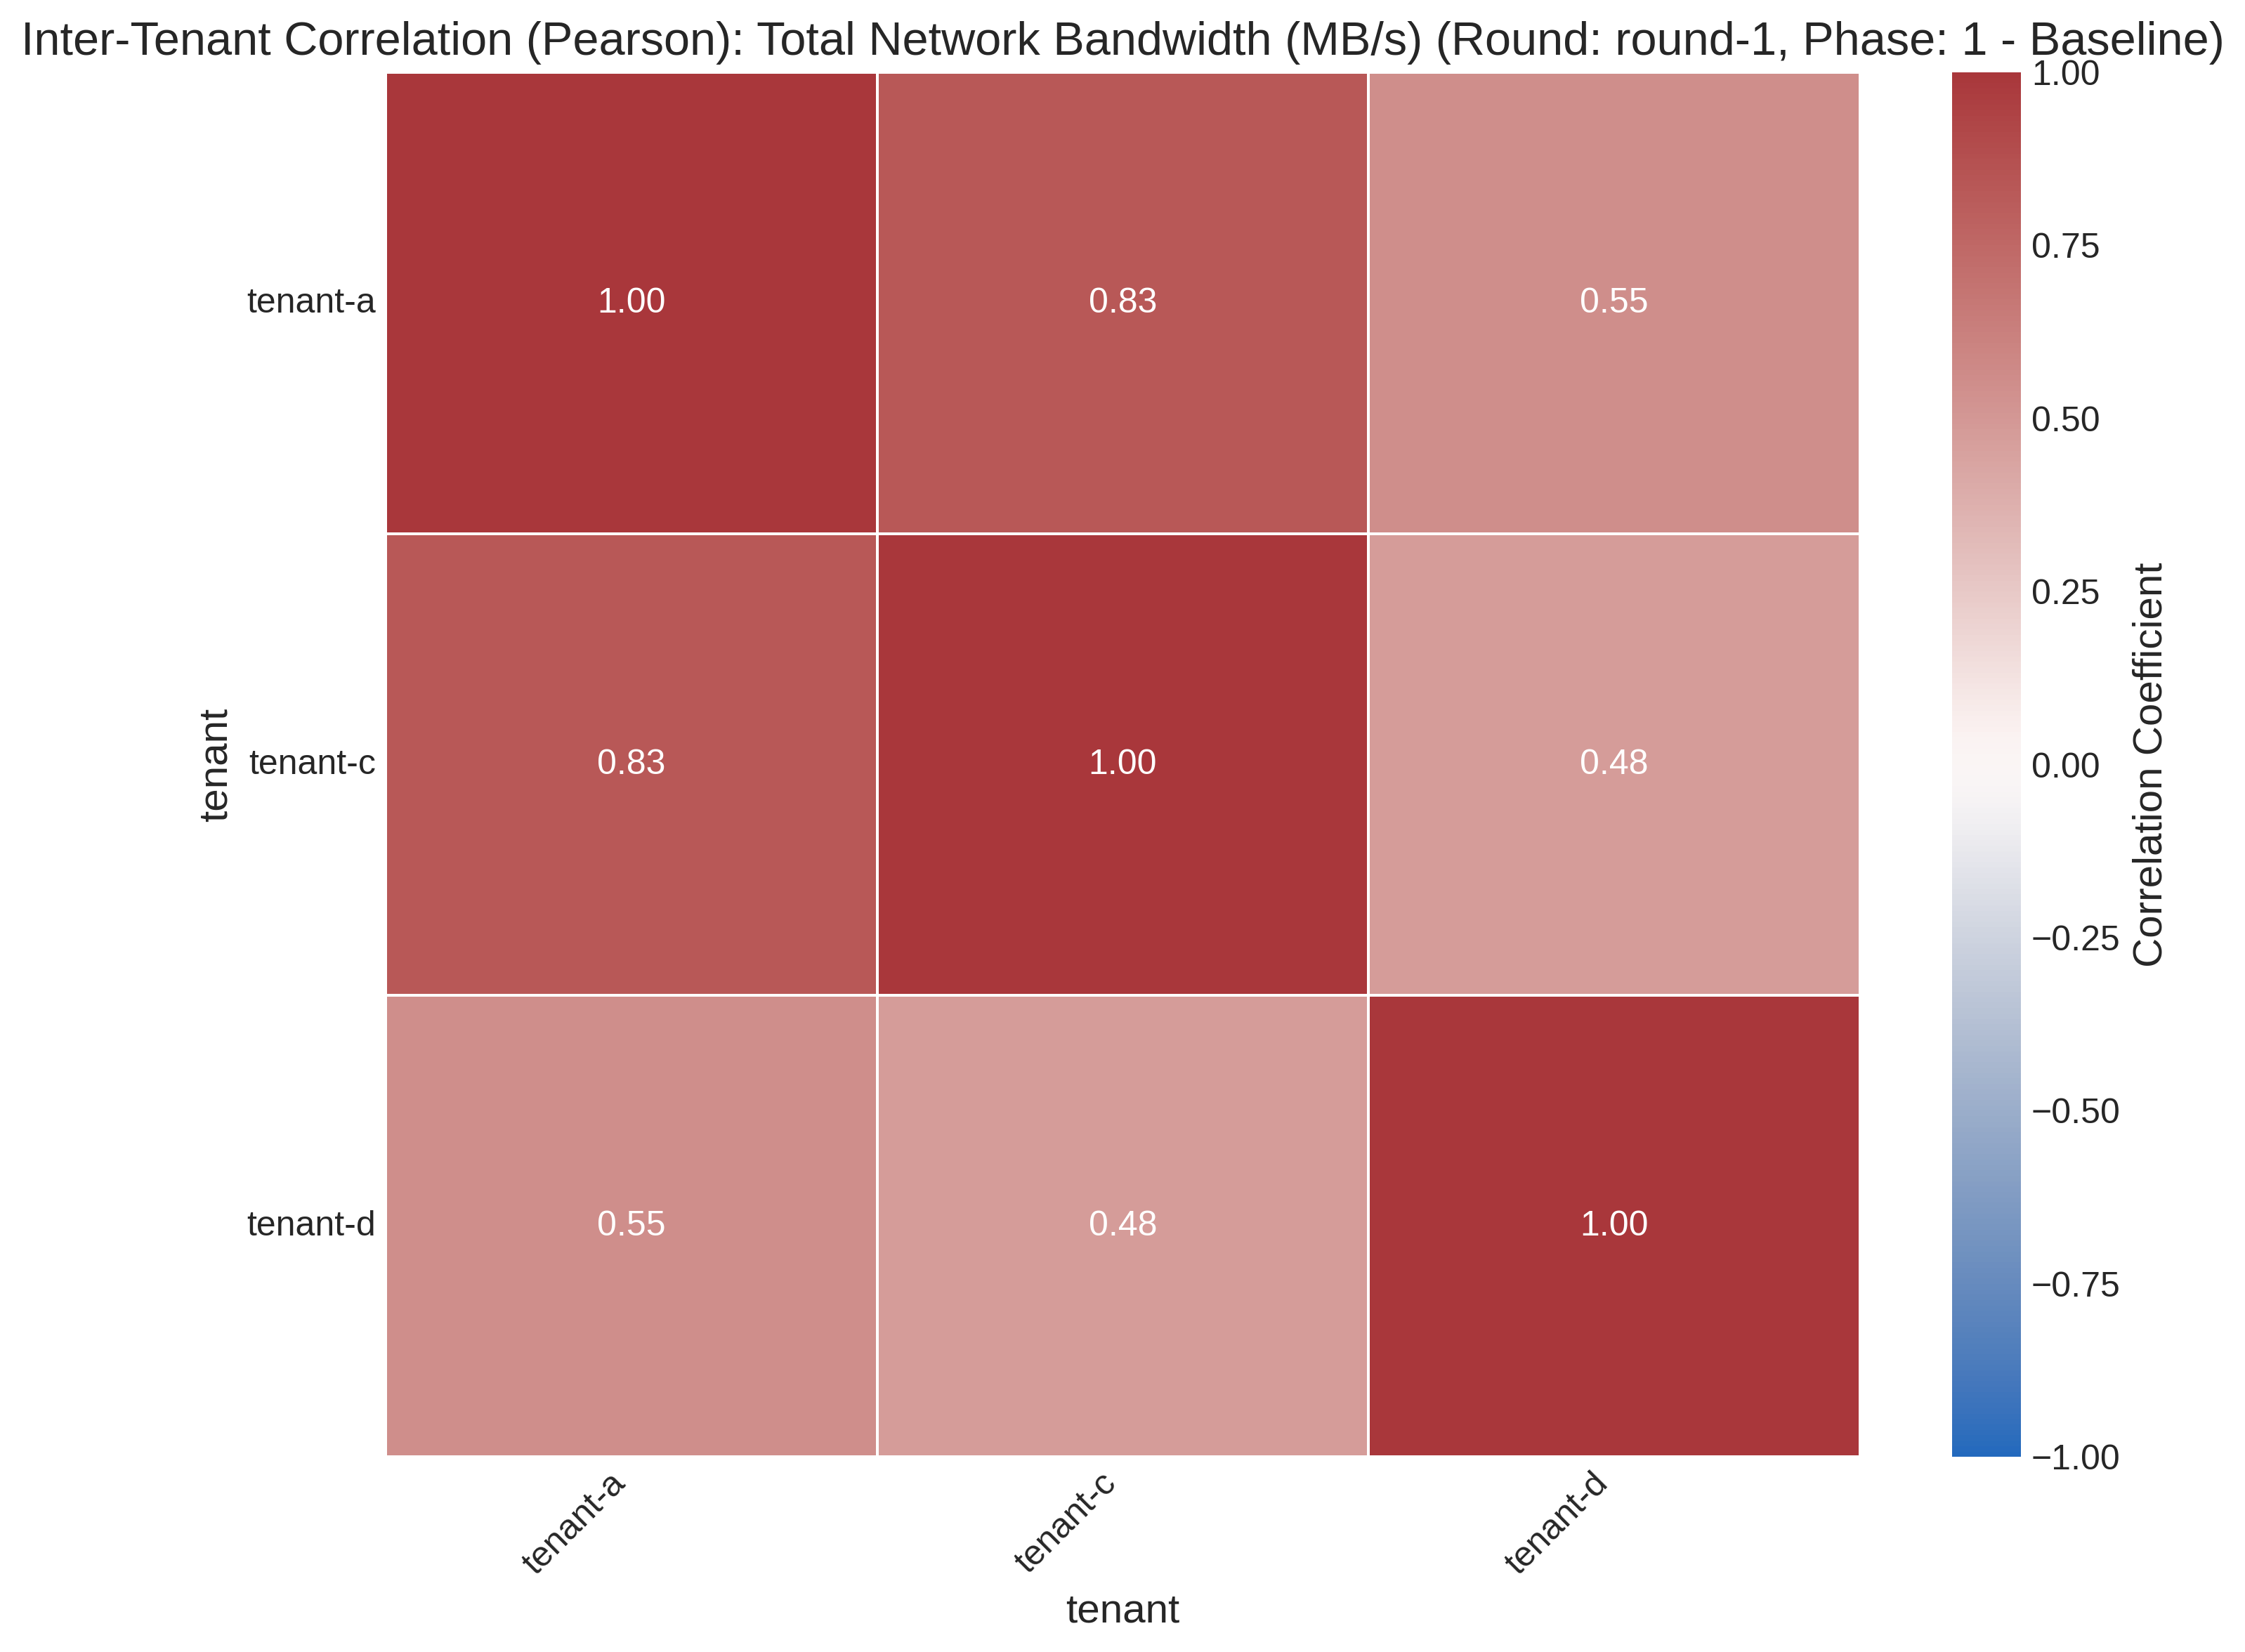 Inter-Tenant Correlation (Pearson): Total Network Bandwidth (MB/s) (Round: round-1, Phase: 1 - Baseline)
tenant
tenant-a
1.00
0.83
0.55
tenant-c
0.83
1.00
0.48
tenant-d
0.55
0.48
1.00
tenant-a
tenant-c
tenant-d
tenant
1.00
0.75
0.50
0.25
0.00
−0.25
−0.50
−0.75
−1.00
Correlation Coefficient